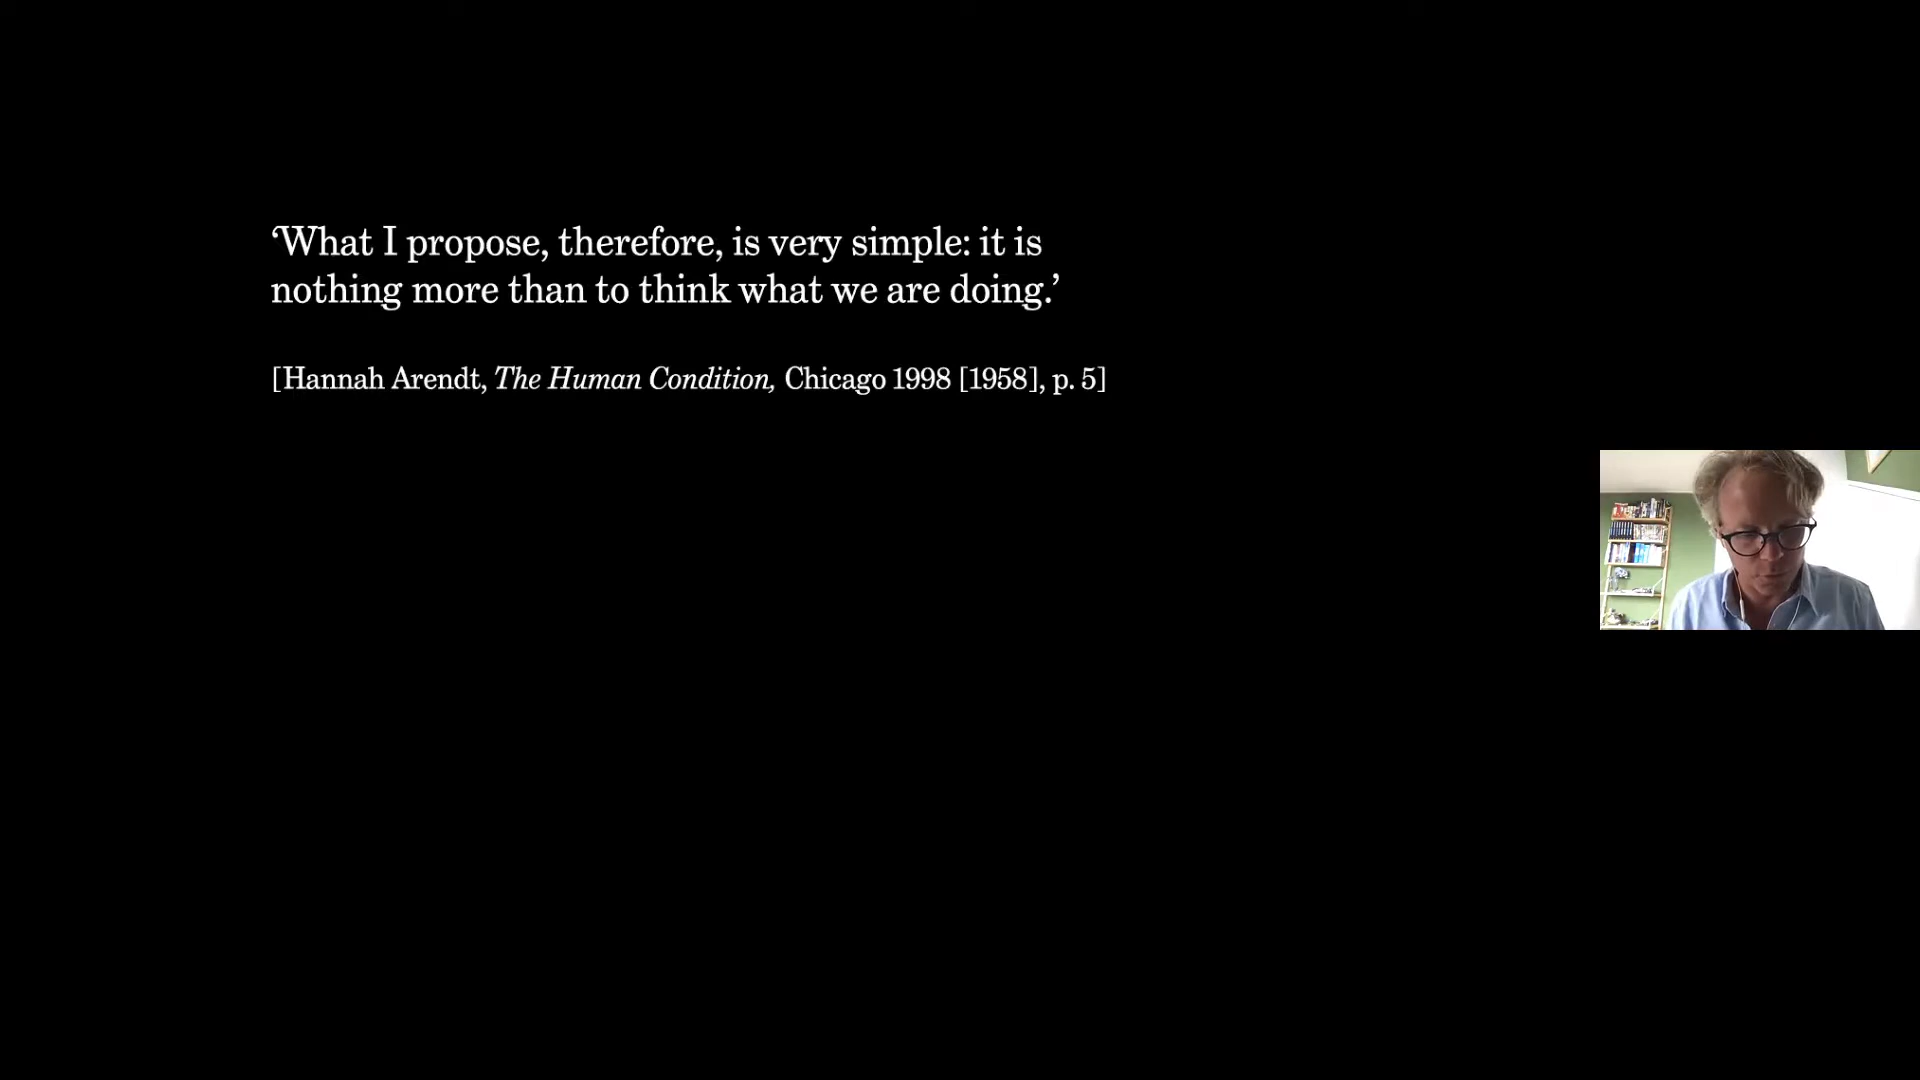 ‘What I propose, therefore, is very simple: it is
nothing more than to think what we are doing.’
[Hannah Arendt, The Human Condition, Chicago 1998 [1958], p. 5]